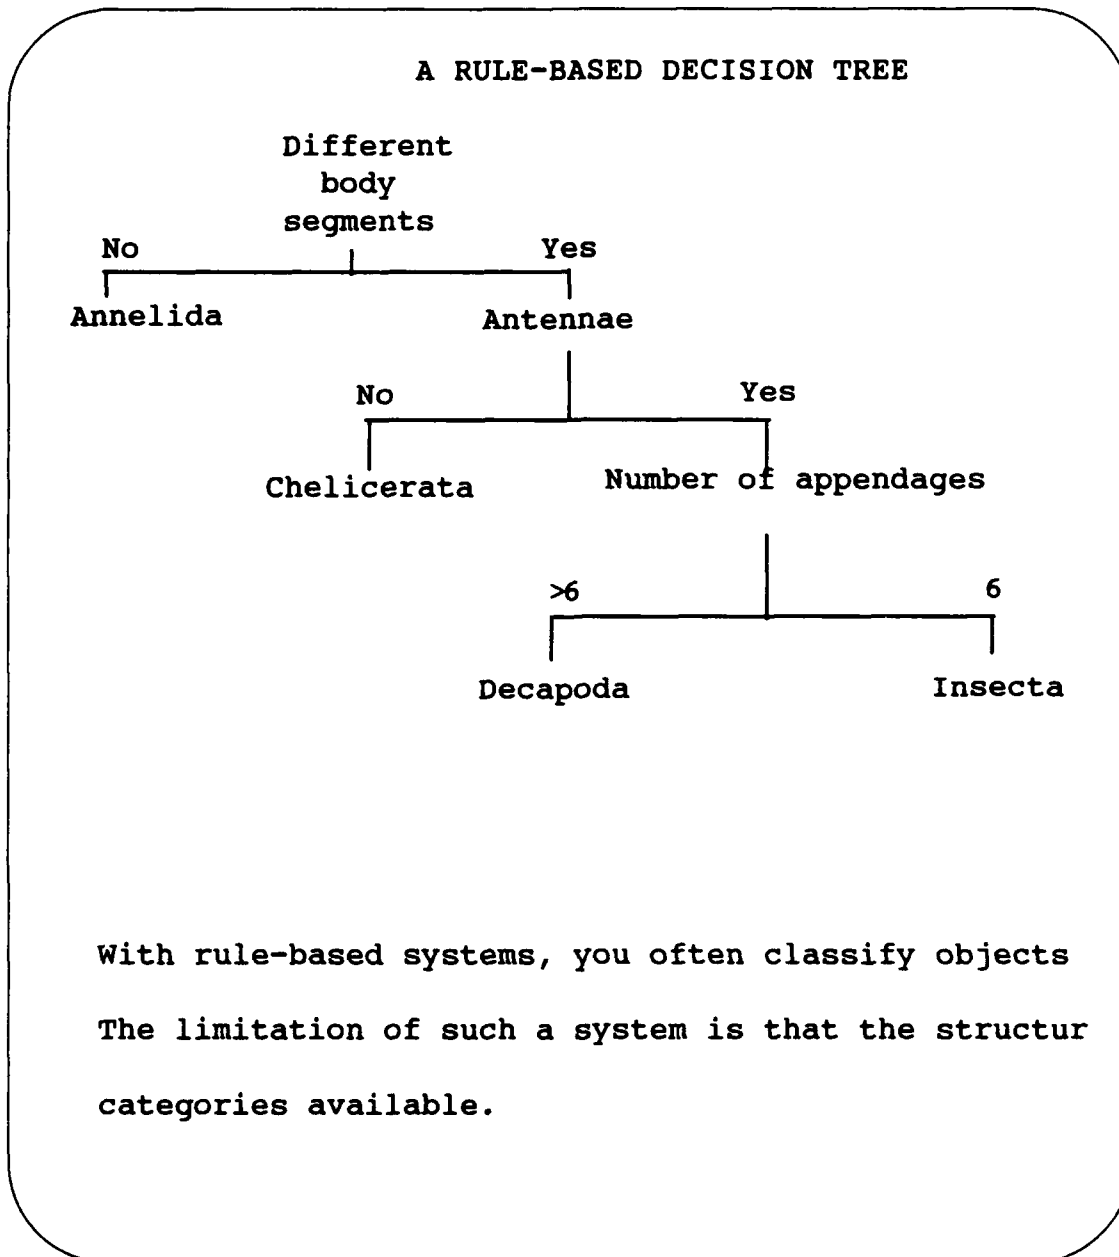 A RULE-BASED DECISION TREE
Different
body
segments
No Yes
Annelida Antennae
No Yes
Chelicerata Number of appendages
>6 6
Decapoda Insecta
With rule-based systems, you often classify objects
The limitation of such a system is that the structur
categories available.